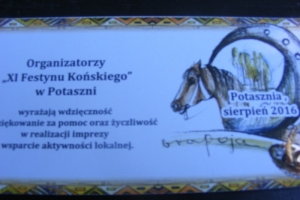 Organizatorzy
„XI Festynu Końskiego"
w Potaszni
wyrażają wdzięczność
ziękowanie za pomoc oraz życzliwość
w realizacji imprezy
wsparcie aktywności lokalnej.
Potasznia
sierpień 2016